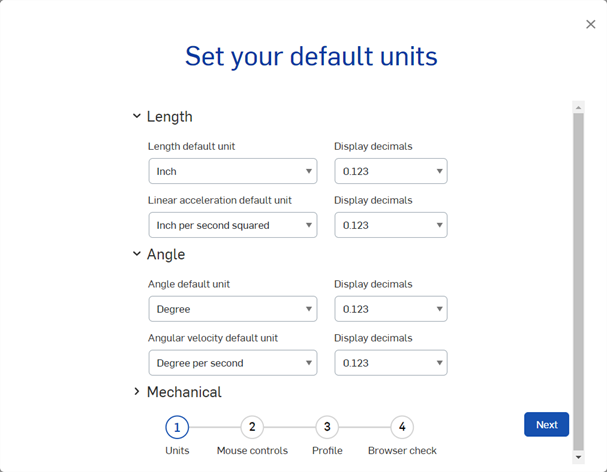 Set your default units
Length
Length default unit Display decimals
Inch 0.123
Linear acceleration default unit Display decimals
Inch per second squared 0.123
Angle
Angle default unit Display decimals
Degree 0.123
Angular velocity default unit Display decimals
Degree per second 0.123
Mechanical
1 2 3 4
Next
Units Mouse controls Profile Browser check